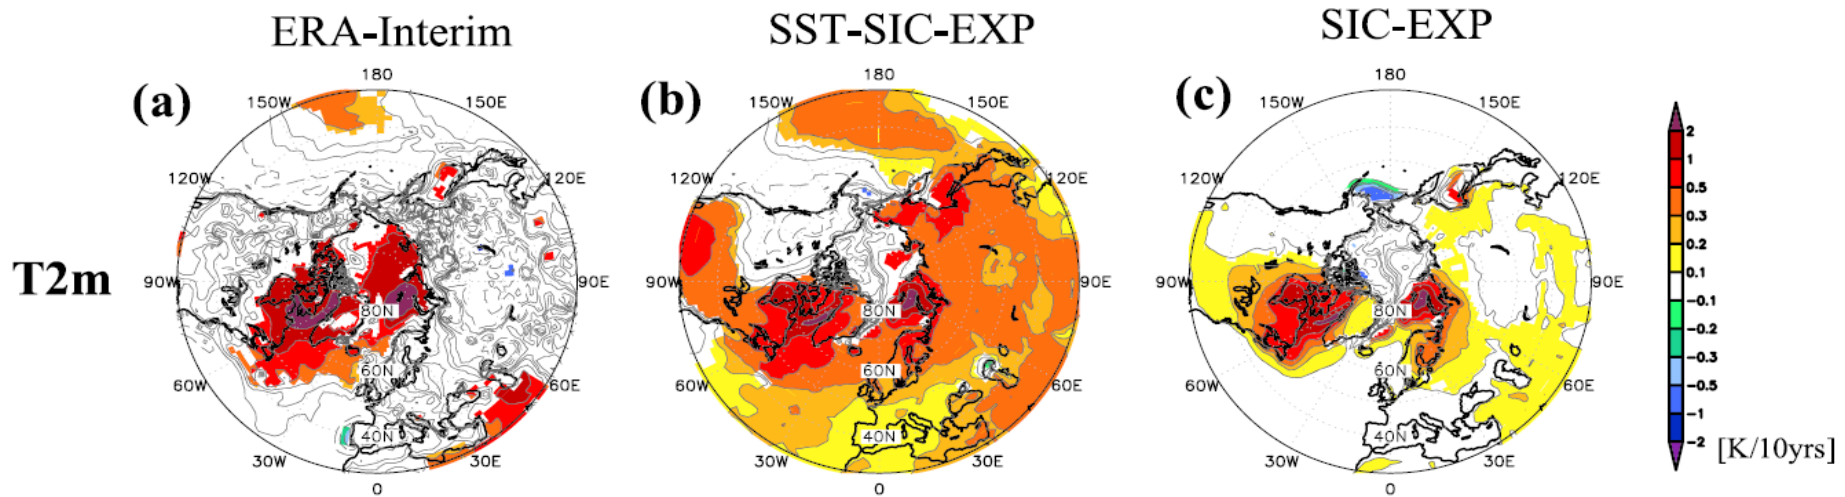 ERA-Interim
SST-SIC-EXP
SIC-EXP
(a)
180
150W
150E
120W
120E
90W
90E
80N
60N
60W
60E
40N
30W
30E
0
(b)
180
150W
150E
120W
120E
90W
90E
80N
60N
60W
60E
40N
30W
30E
0
(c)
180
150W
150E
120W
120E
90W
90E
80N
60N
60W
60E
40N
30W
30E
0
T2m
2
1
0.5
0.3
0.2
0.1
-0.1
-0.2
-0.3
-0.5
-1
-2
[K/10yrs]